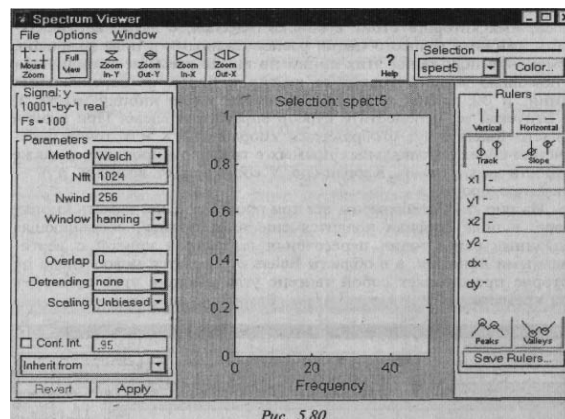 Spectrum Viewer
File Options Window
Mouse Zoom
Full View
Zoom In-Y
Zoom Out-Y
Zoom In-X
Zoom Out-X
? Help
Selection
spect5
Color...
Signal: y
10001-by-1 real
Fs = 100
Parameters
Method Welch
Nfft 1024
Nwind 256
Window hanning
Overlap 0
Detrending none
Scaling Unbiased
Conf. Int. .95
Inherit from
Revert Apply
Selection: spect5
1
0.8
0.6
0.4
0.2
0
0 20 40
Frequency
Rulers
Vertical Horizontal
Track Slope
x1 -
y1 -
x2 -
y2 -
dx -
dy -
Peaks Valleys
Save Rulers...
Рис. 5.80